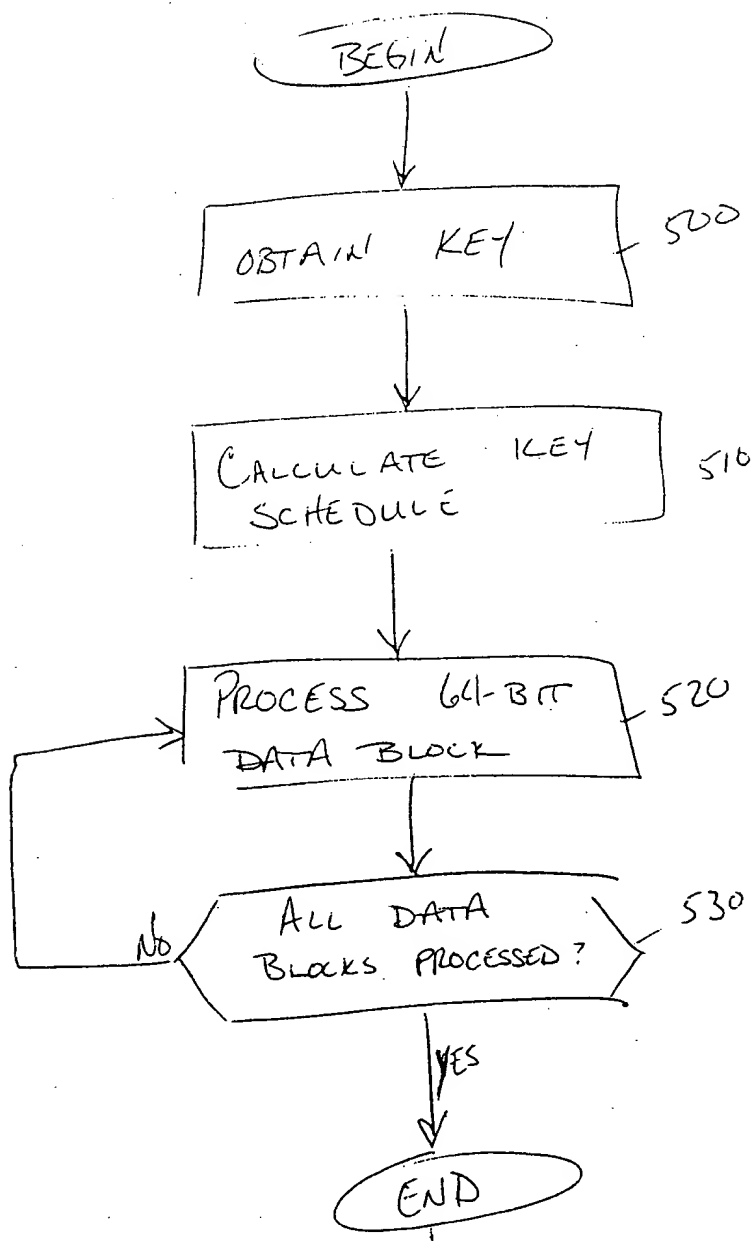 BEGIN
OBTAIN KEY
500
CALCULATE KEY
SCHEDULE
510
PROCESS 64-BIT
DATA BLOCK
520
ALL DATA
BLOCKS PROCESSED?
530
No
YES
END